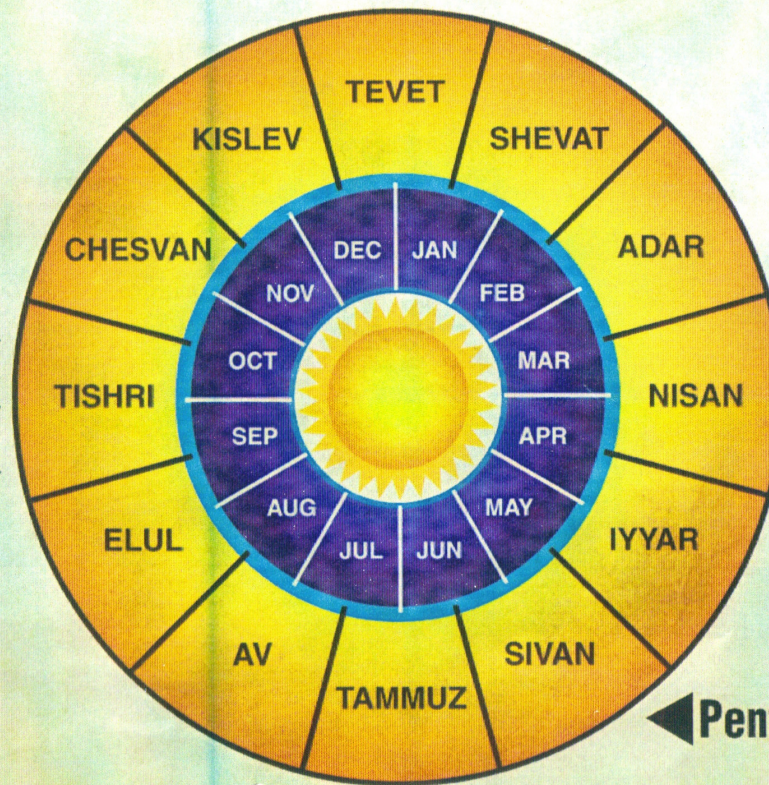 TEVET
SHEVAT
ADAR
NISAN
IYYAR
SIVAN
TAMMUZ
AV
ELUL
TISHRI
CHESVAN
KISLEV
JAN
FEB
MAR
APR
MAY
JUN
JUL
AUG
SEP
OCT
NOV
DEC
Pen